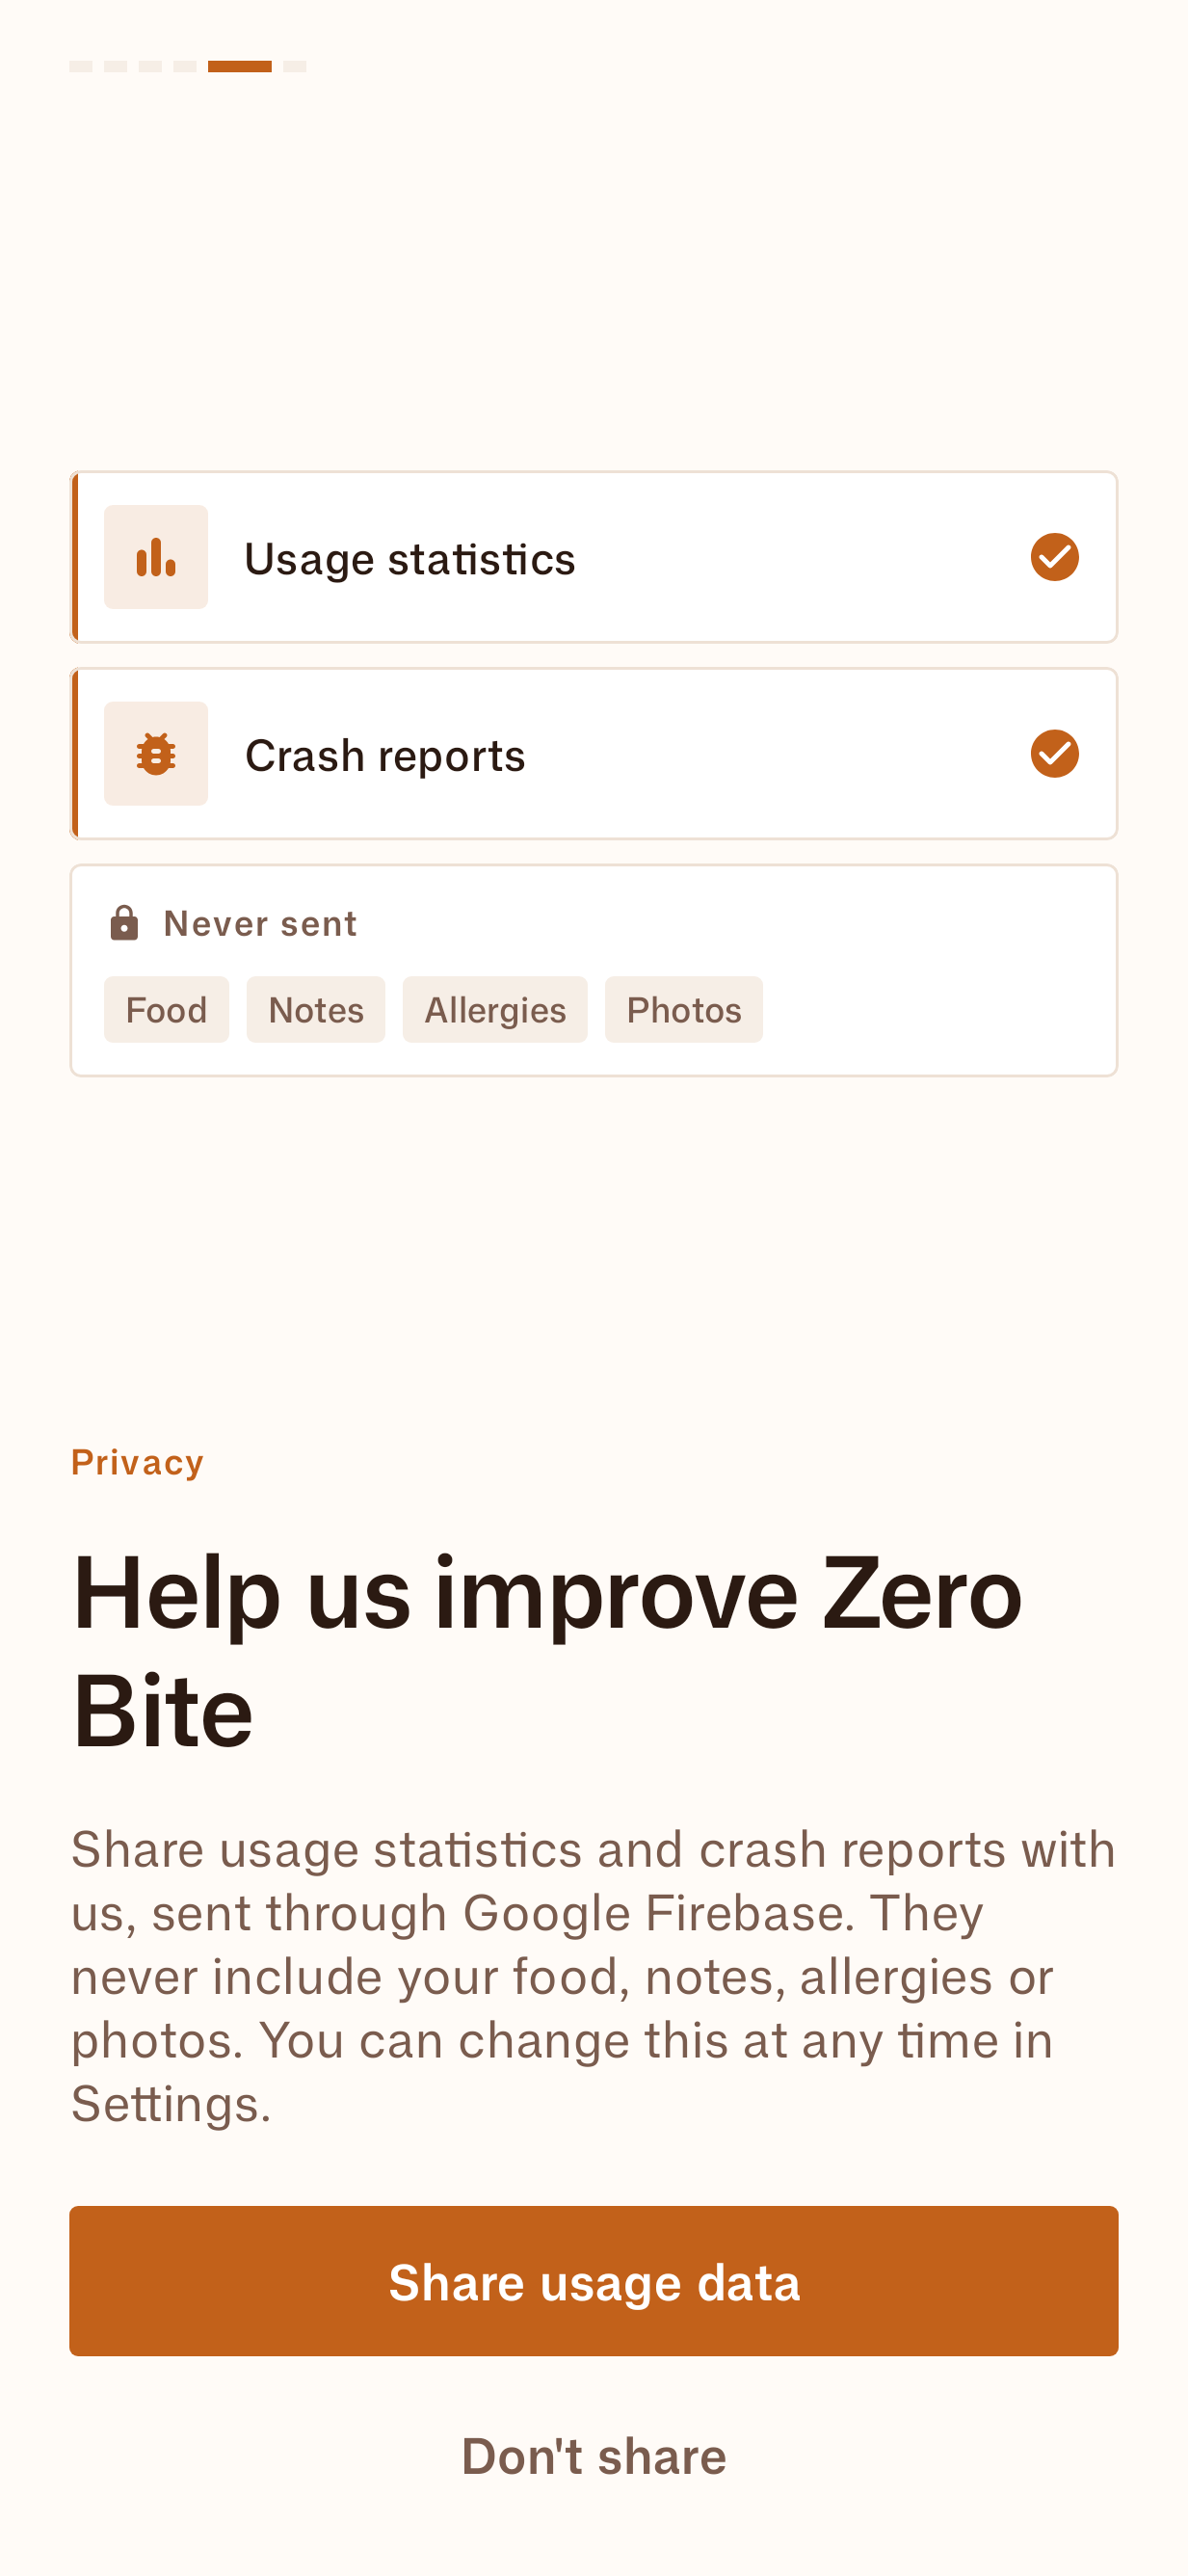 Usage statistics
Crash reports
Never sent
Food Notes Allergies Photos
Privacy
Help us improve Zero
Bite
Share usage statistics and crash reports with
us, sent through Google Firebase. They
never include your food, notes, allergies or
photos. You can change this at any time in
Settings.
Share usage data
Don't share